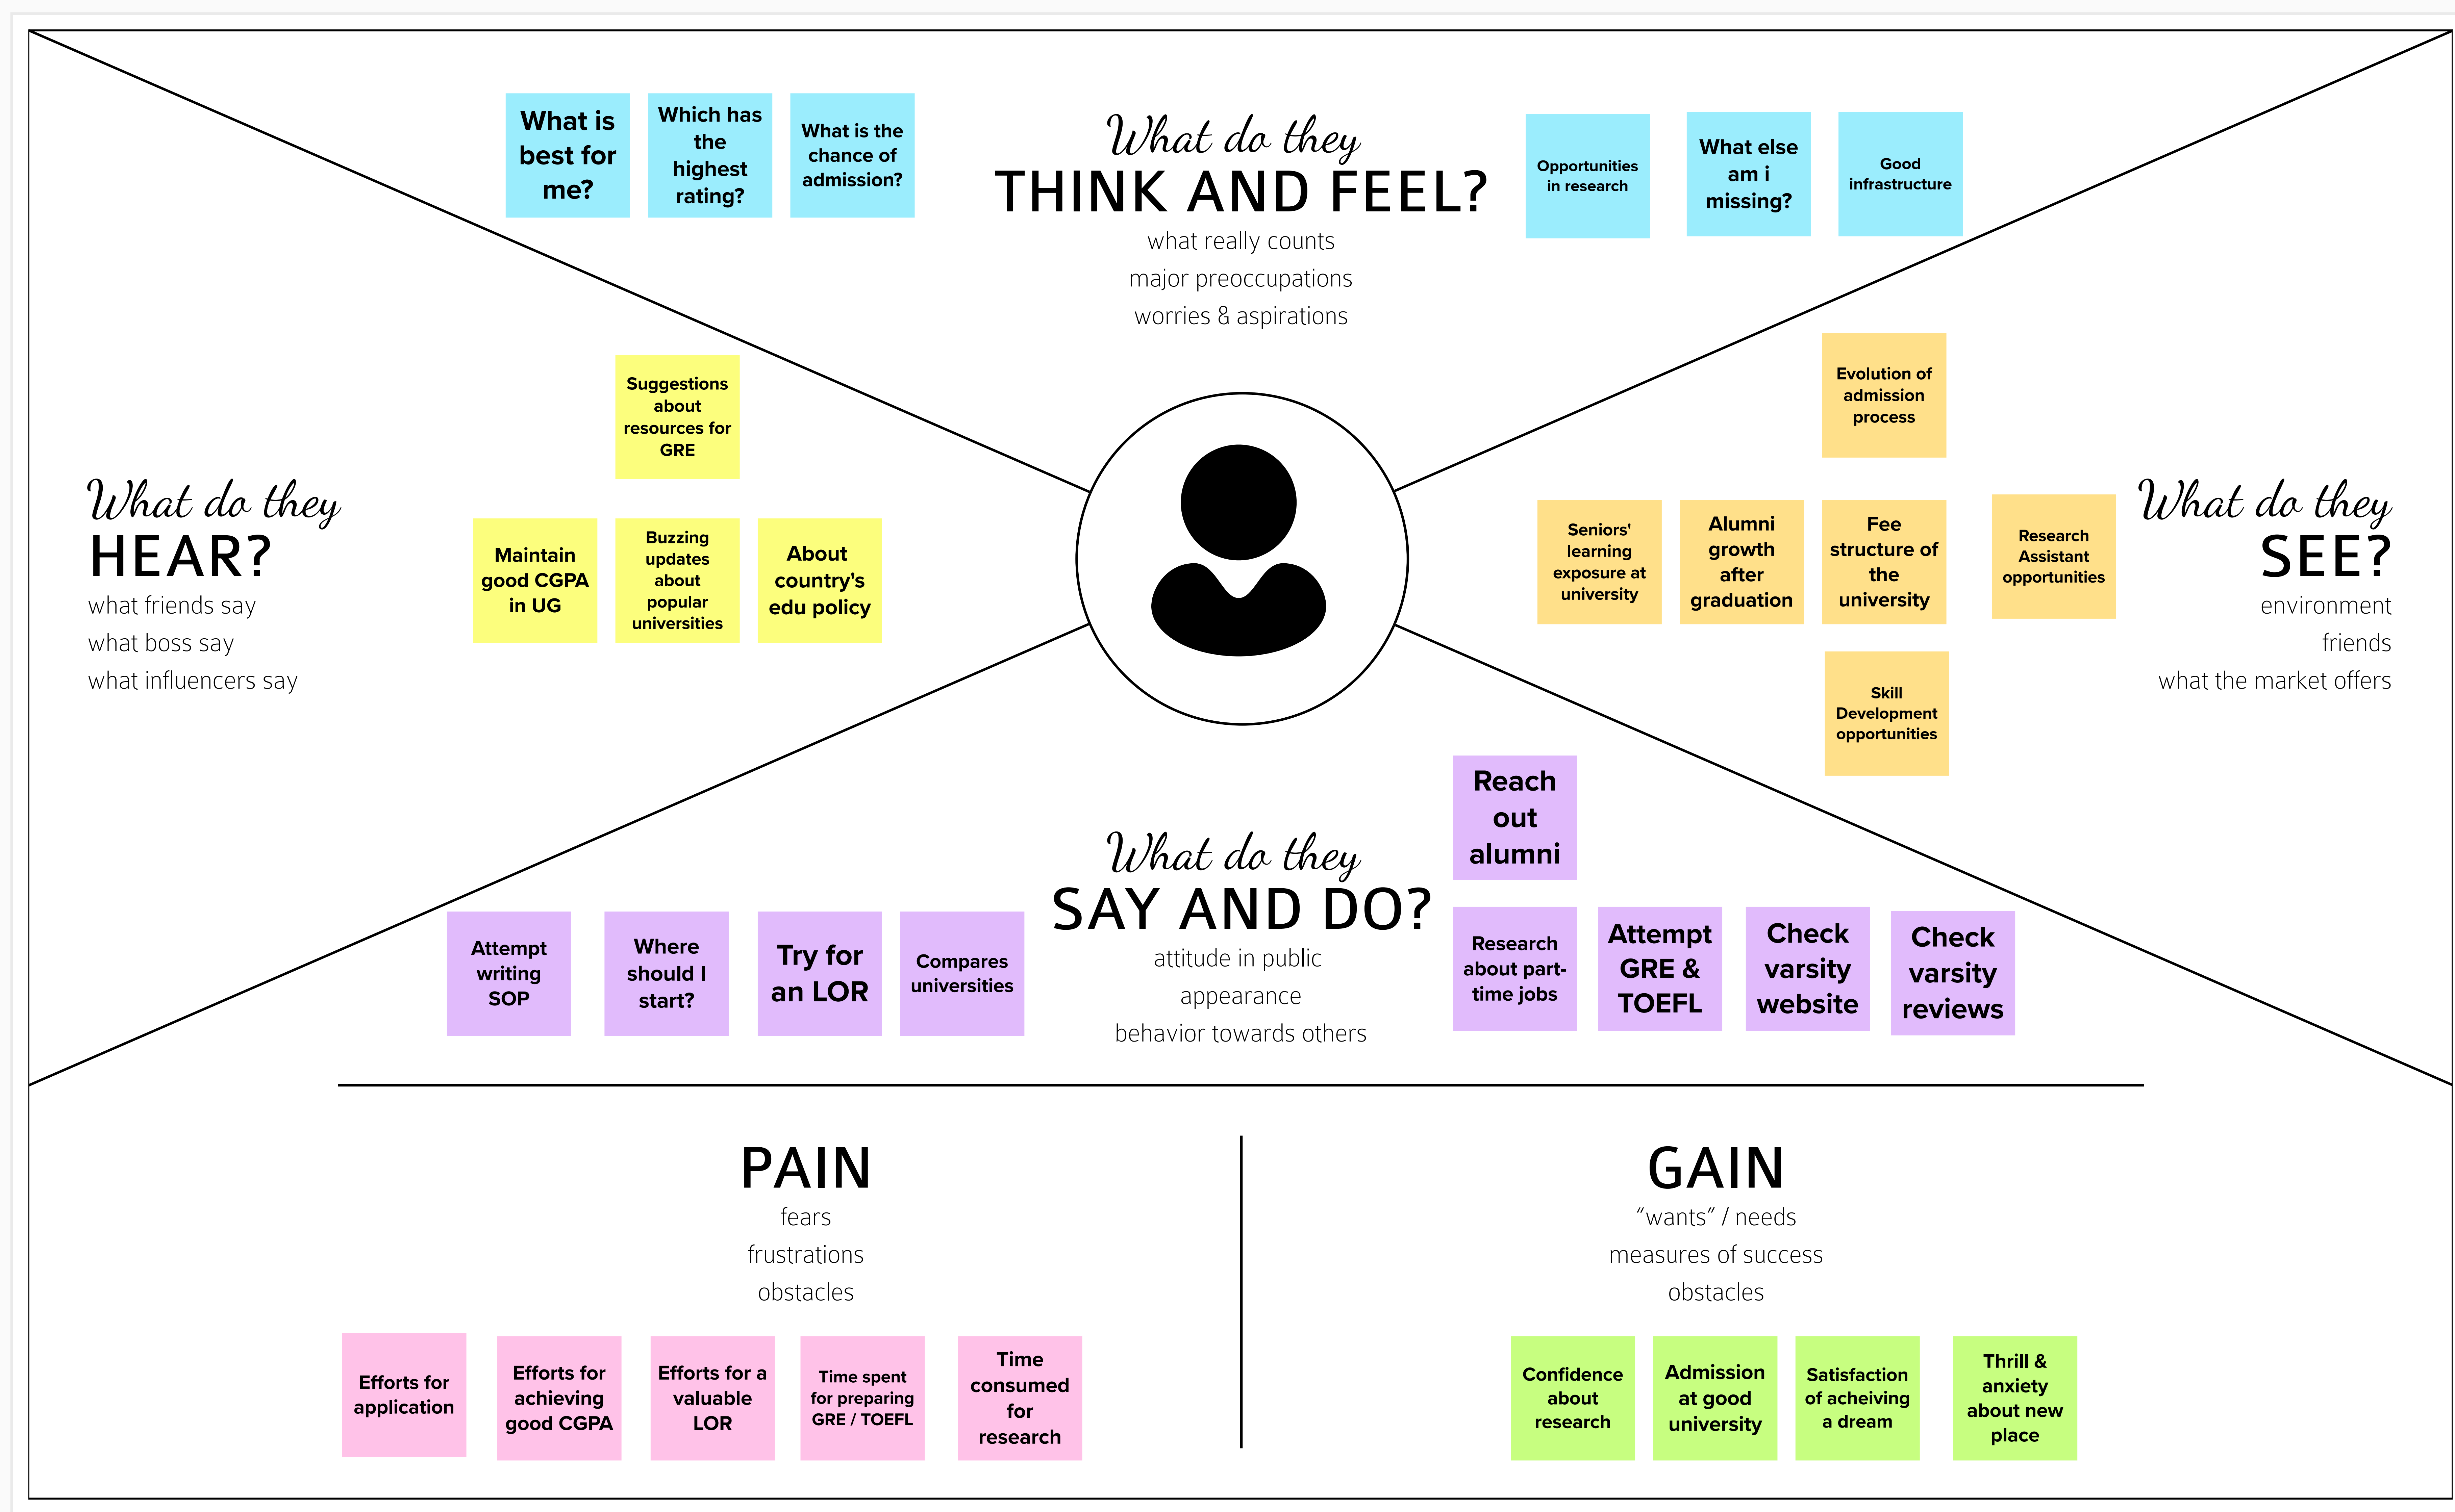 What is
best for
me?
Which has
the
highest
rating?
What is the
chance of
admission?
What do they
THINK AND FEEL?
what really counts
major preoccupations
worries & aspirations
Opportunities
in research
What else
am i
missing?
Good
infrastructure
What do they
HEAR?
what friends say
what boss say
what influencers say
Suggestions
about
resources for
GRE
Maintain
good CGPA
in UG
Buzzing
updates
about
popular
universities
About
country's
edu policy
Evolution of
admission
process
Seniors'
learning
exposure at
university
Alumni
growth
after
graduation
Fee
structure of
the
university
Research
Assistant
opportunities
Skill
Development
opportunities
What do they
SEE?
environment
friends
what the market offers
Attempt
writing
SOP
Where
should I
start?
Try for
an LOR
Compares
universities
What do they
SAY AND DO?
attitude in public
appearance
behavior towards others
Reach
out
alumni
Research
about part-
time jobs
Attempt
GRE &
TOEFL
Check
varsity
website
Check
varsity
reviews
PAIN
fears
frustrations
obstacles
Efforts for
application
Efforts for
achieving
good CGPA
Efforts for a
valuable
LOR
Time spent
for preparing
GRE / TOEFL
Time
consumed
for
research
GAIN
“wants” / needs
measures of success
obstacles
Confidence
about
research
Admission
at good
university
Satisfaction
of acheiving
a dream
Thrill &
anxiety
about new
place